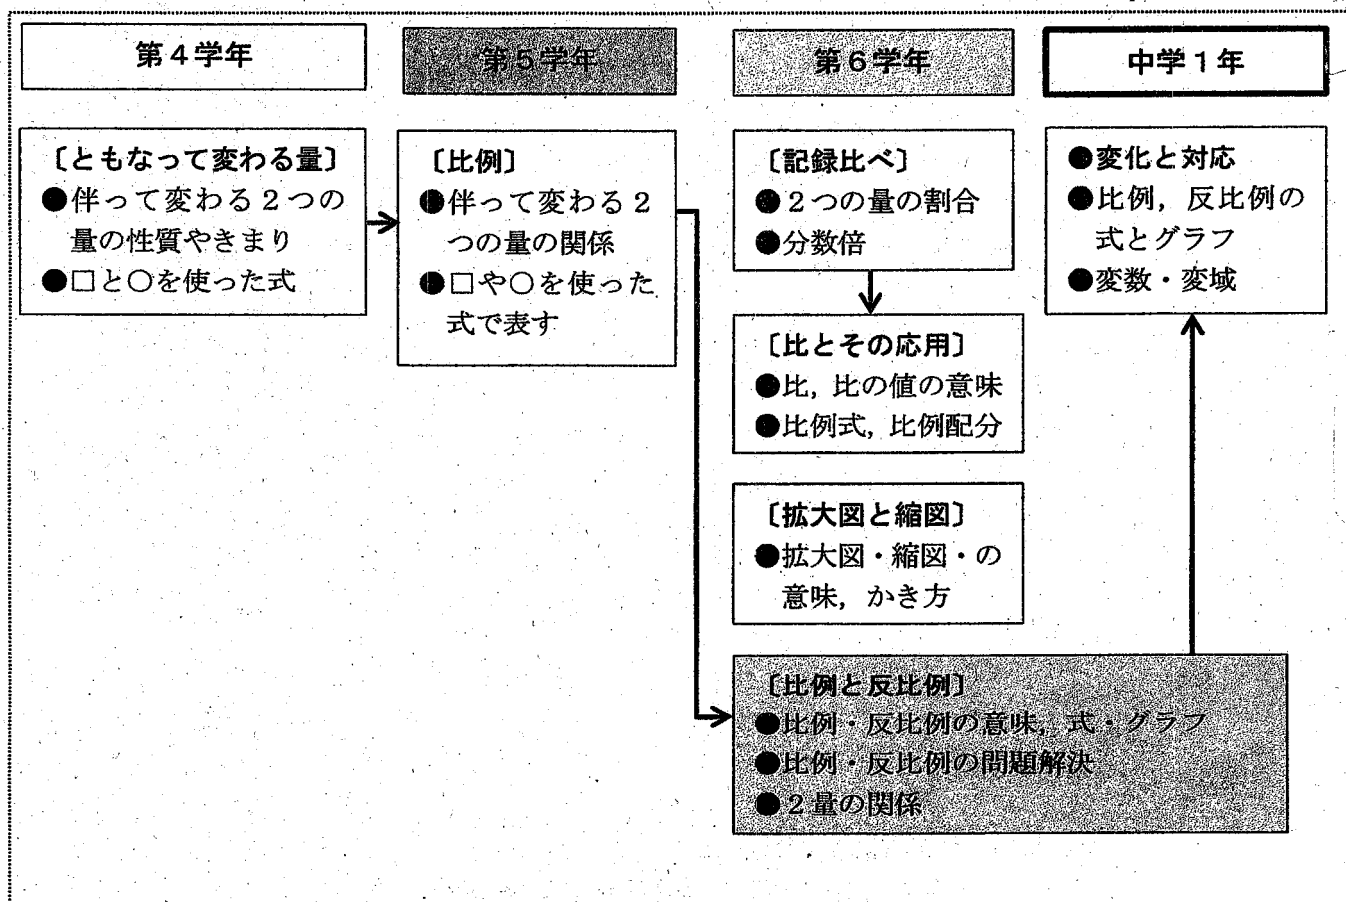 第4学年
第5学年
第6学年
中学1年
〔ともなって変わる量〕
●伴って変わる2つの
量の性質やきまり
●□と○を使った式
〔比例〕
●伴って変わる2
つの量の関係
●□や○を使った
式で表す
〔記録比べ〕
●2つの量の割合
●分数倍
〔比とその応用〕
●比,比の値の意味
●比例式,比例配分
〔拡大図と縮図〕
●拡大図・縮図・の
意味,かき方
〔比例と反比例〕
●比例・反比例の意味,式・グラフ
●比例・反比例の問題解決
●2量の関係
●変化と対応
●比例,反比例の
式とグラフ
●変数・変域